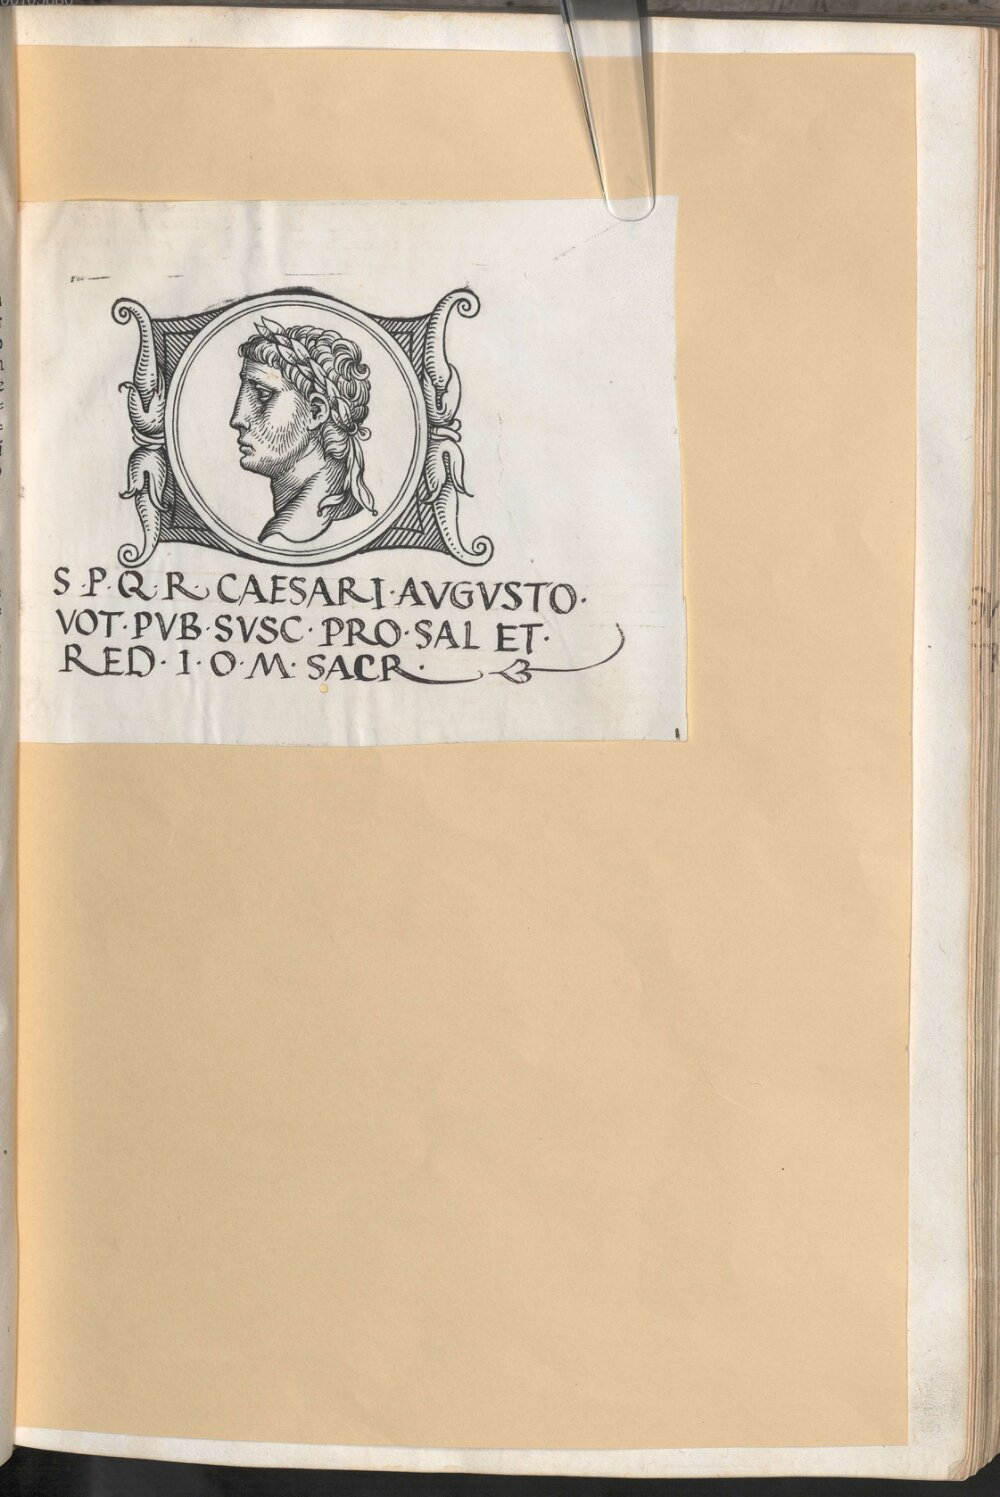 S·P·Q·R· CAESARI·AVGVSTO·
VOT·PVB·SVSC·PRO·SAL ET·
RED·I·O·M·SACR·